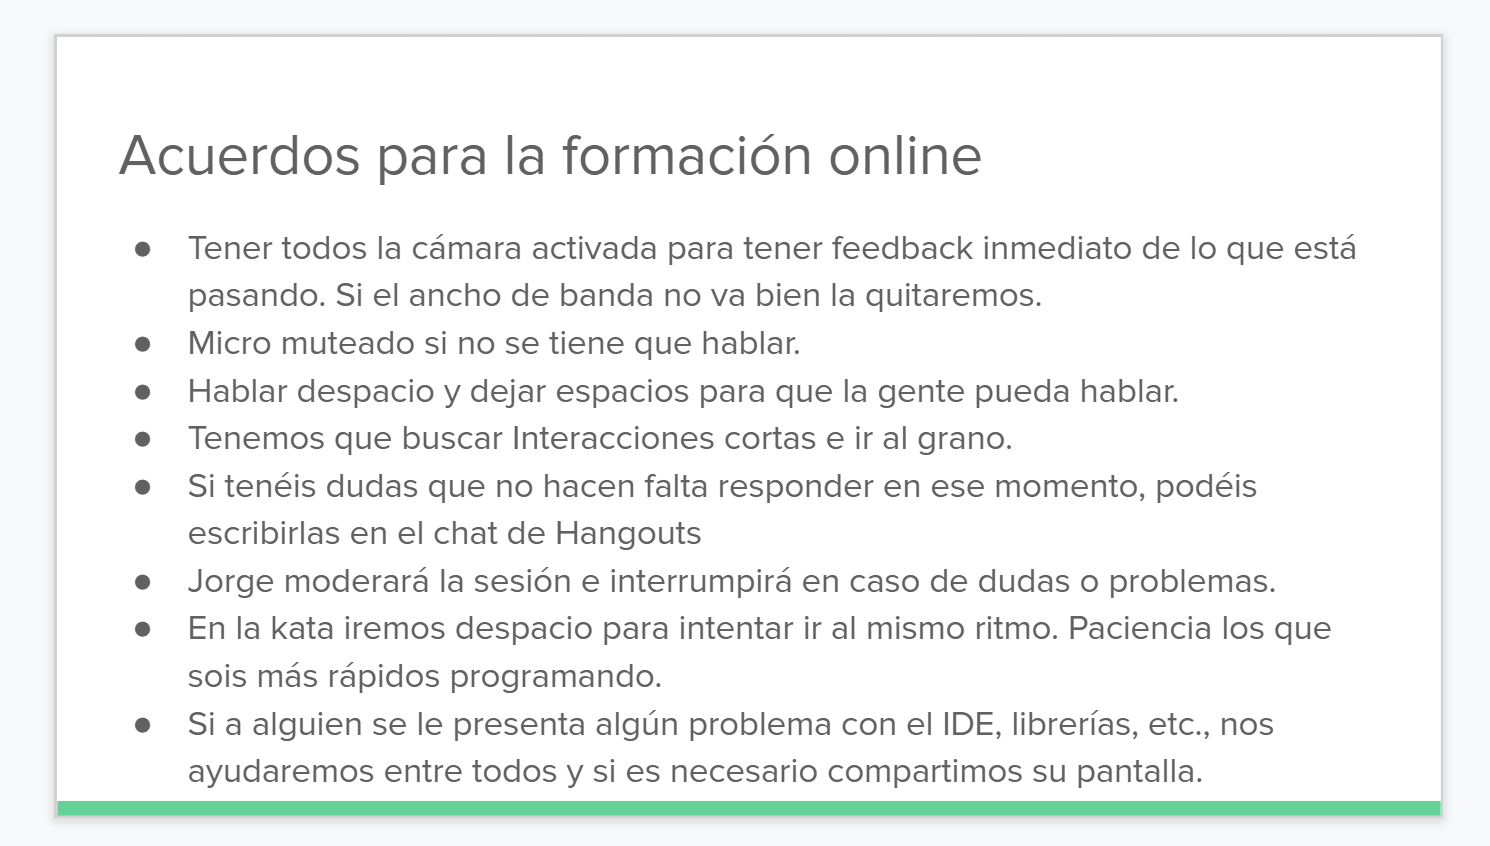 Acuerdos para la formación online
● Tener todos la cámara activada para tener feedback inmediato de lo que está
pasando. Si el ancho de banda no va bien la quitaremos.
● Micro muteado si no se tiene que hablar.
● Hablar despacio y dejar espacios para que la gente pueda hablar.
● Tenemos que buscar Interacciones cortas e ir al grano.
● Si tenéis dudas que no hacen falta responder en ese momento, podéis
escribirlas en el chat de Hangouts
● Jorge moderará la sesión e interrumpirá en caso de dudas o problemas.
● En la kata iremos despacio para intentar ir al mismo ritmo. Paciencia los que
sois más rápidos programando.
● Si a alguien se le presenta algún problema con el IDE, librerías, etc., nos
ayudaremos entre todos y si es necesario compartimos su pantalla.